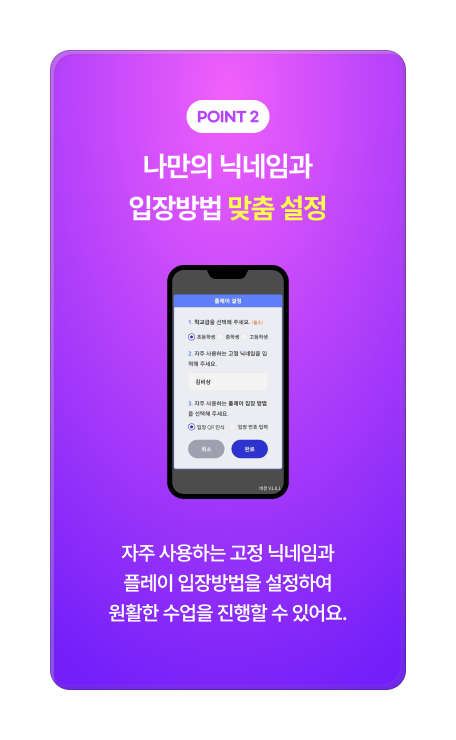 POINT 2
나만의 닉네임과
입장방법 맞춤 설정
플레이 설정
1. 학교급을 선택해 주세요. (필수)
초등학생 중학생 고등학생
2. 자주 사용하는 고정 닉네임을 입
력해 주세요.
김비상
3. 자주 사용하는 플레이 입장 방법
을 선택해 주세요.
입장 QR 인식 입장 번호 입력
취소 완료
버전 V1.0.1
자주 사용하는 고정 닉네임과
플레이 입장방법을 설정하여
원활한 수업을 진행할 수 있어요.